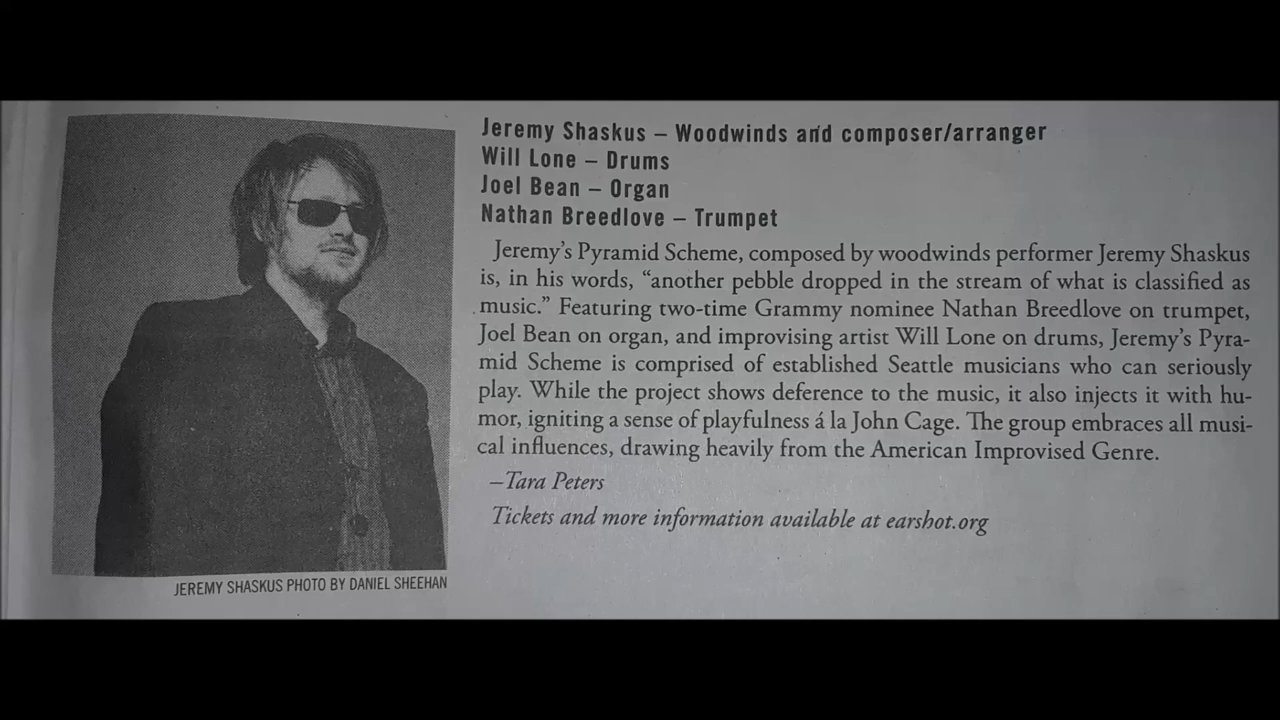 Jeremy Shaskus – Woodwinds and composer/arranger
Will Lone – Drums
Joel Bean – Organ
Nathan Breedlove – Trumpet
Jeremy's Pyramid Scheme, composed by woodwinds performer Jeremy Shaskus
is, in his words, “another pebble dropped in the stream of what is classified as
music.” Featuring two-time Grammy nominee Nathan Breedlove on trumpet,
Joel Bean on organ, and improvising artist Will Lone on drums, Jeremy's Pyra-
mid Scheme is comprised of established Seattle musicians who can seriously
play. While the project shows deference to the music, it also injects it with hu-
mor, igniting a sense of playfulness á la John Cage. The group embraces all musi-
cal influences, drawing heavily from the American Improvised Genre.
–Tara Peters
Tickets and more information available at earshot.org
JEREMY SHASKUS PHOTO BY DANIEL SHEEHAN